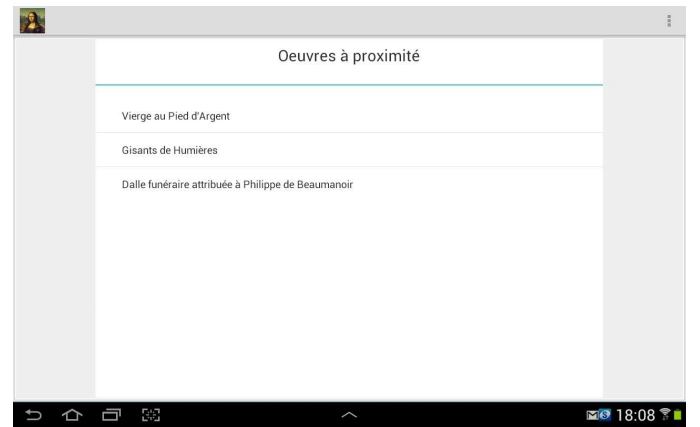 Oeuvres à proximité
Vierge au Pied d'Argent
Gisants de Humières
Dalle funéraire attribuée à Philippe de Beaumanoir
18:08